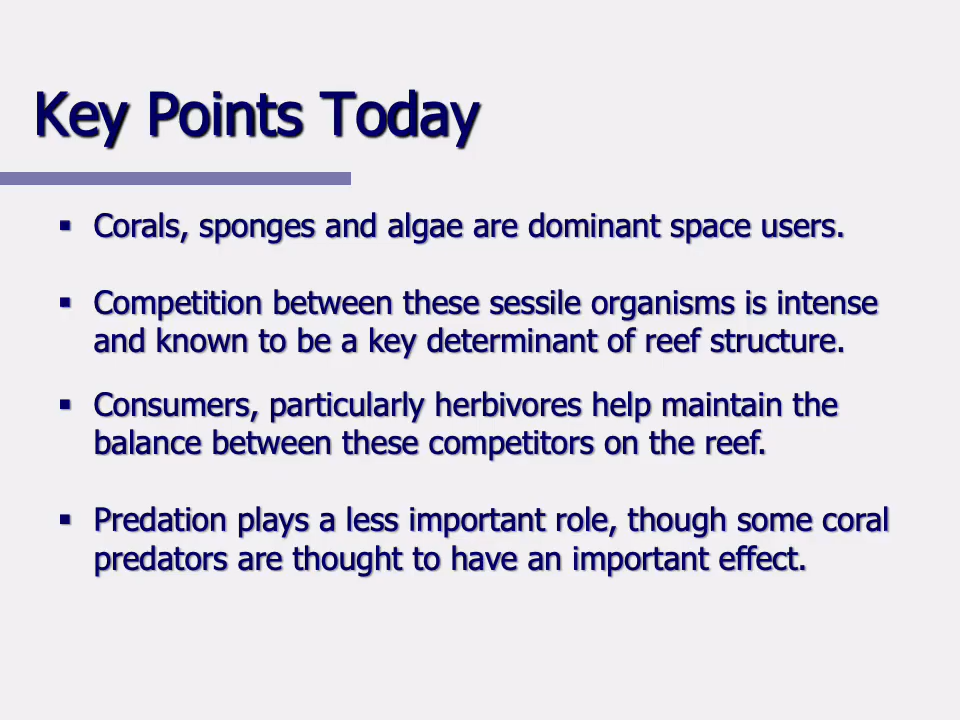 Key Points Today
▪ Corals, sponges and algae are dominant space users.
▪ Competition between these sessile organisms is intense
and known to be a key determinant of reef structure.
▪ Consumers, particularly herbivores help maintain the
balance between these competitors on the reef.
▪ Predation plays a less important role, though some coral
predators are thought to have an important effect.